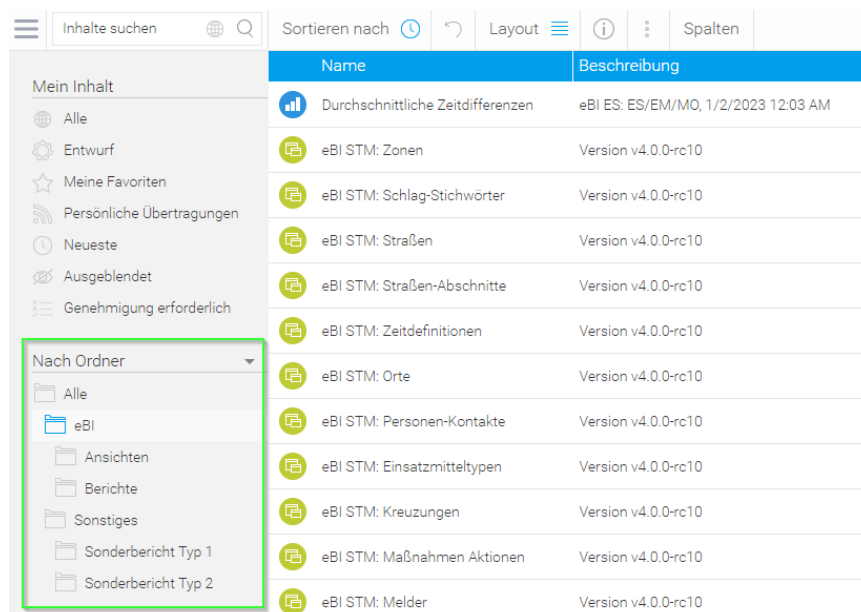 Inhalte suchen
Sortieren nach
Layout
Spalten
Mein Inhalt
Alle
Entwurf
Meine Favoriten
Persönliche Übertragungen
Neueste
Ausgeblendet
Genehmigung erforderlich
Nach Ordner
Alle
eBI
Ansichten
Berichte
Sonstiges
Sonderbericht Typ 1
Sonderbericht Typ 2
Name Beschreibung
Durchschnittliche Zeitdifferenzen eBI ES: ES/EM/MO, 1/2/2023 12:03 AM
eBI STM: Zonen Version v4.0.0-rc10
eBI STM: Schlag-Stichwörter Version v4.0.0-rc10
eBI STM: Straßen Version v4.0.0-rc10
eBI STM: Straßen-Abschnitte Version v4.0.0-rc10
eBI STM: Zeitdefinitionen Version v4.0.0-rc10
eBI STM: Orte Version v4.0.0-rc10
eBI STM: Personen-Kontakte Version v4.0.0-rc10
eBI STM: Einsatzmitteltypen Version v4.0.0-rc10
eBI STM: Kreuzungen Version v4.0.0-rc10
eBI STM: Maßnahmen Aktionen Version v4.0.0-rc10
eBI STM: Melder Version v4.0.0-rc10